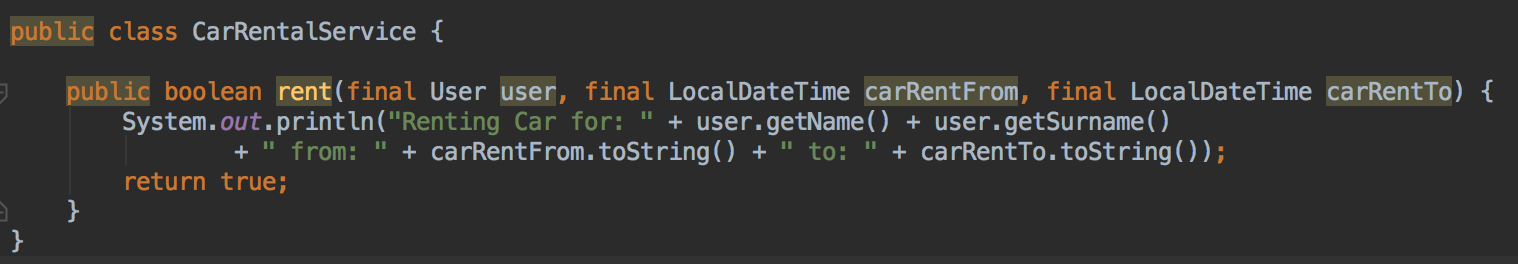 public class CarRentalService {
public boolean rent(final User user, final LocalDateTime carRentFrom, final LocalDateTime carRentTo) {
System.out.println("Renting Car for: " + user.getName() + user.getSurname()
+ " from: " + carRentFrom.toString() + " to: " + carRentTo.toString());
return true;
}
}